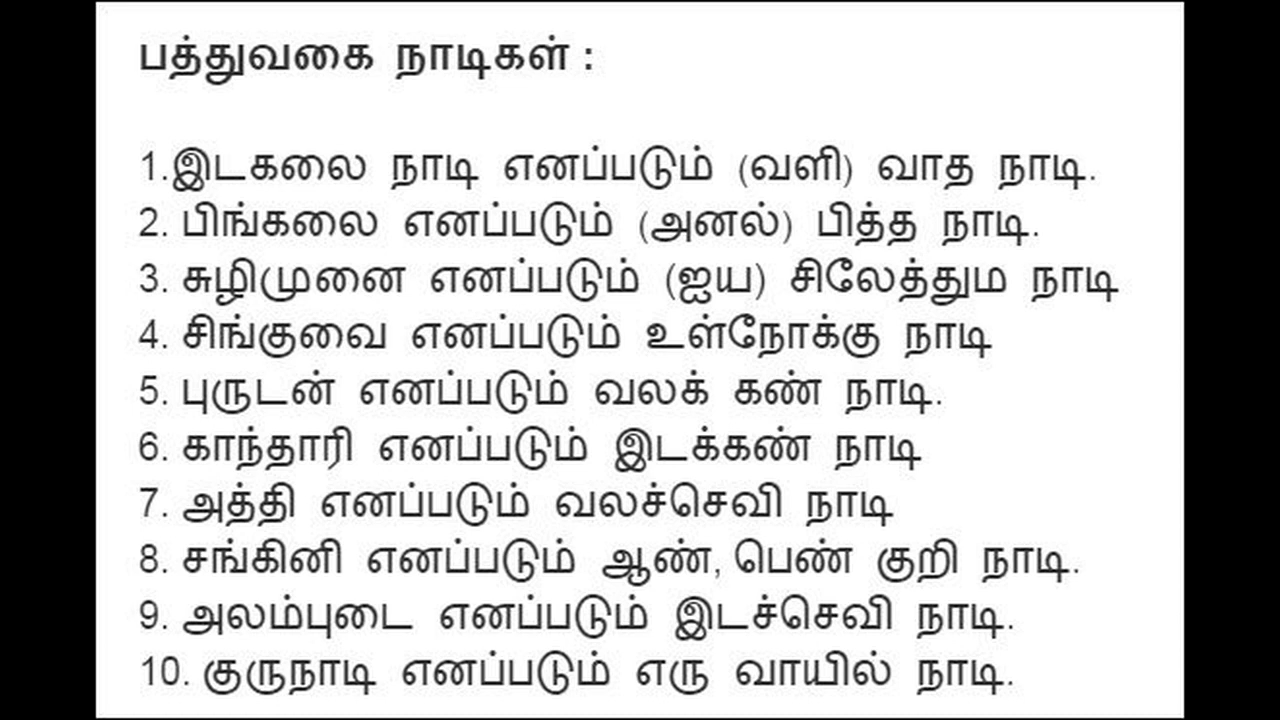 பத்துவகை நாடிகள் :
1.இடகலை நாடி எனப்படும் (வளி) வாத நாடி.
2. பிங்கலை எனப்படும் (அனல்) பித்த நாடி.
3. சுழிமுனை எனப்படும் (ஐய) சிலேத்தும நாடி
4. சிங்குவை எனப்படும் உள்நோக்கு நாடி
5. புருடன் எனப்படும் வலக் கண் நாடி.
6. காந்தாரி எனப்படும் இடக்கண் நாடி
7. அத்தி எனப்படும் வலச்செவி நாடி
8. சங்கினி எனப்படும் ஆண், பெண் குறி நாடி.
9. அலம்புடை எனப்படும் இடச்செவி நாடி.
10. குருநாடி எனப்படும் எரு வாயில் நாடி.